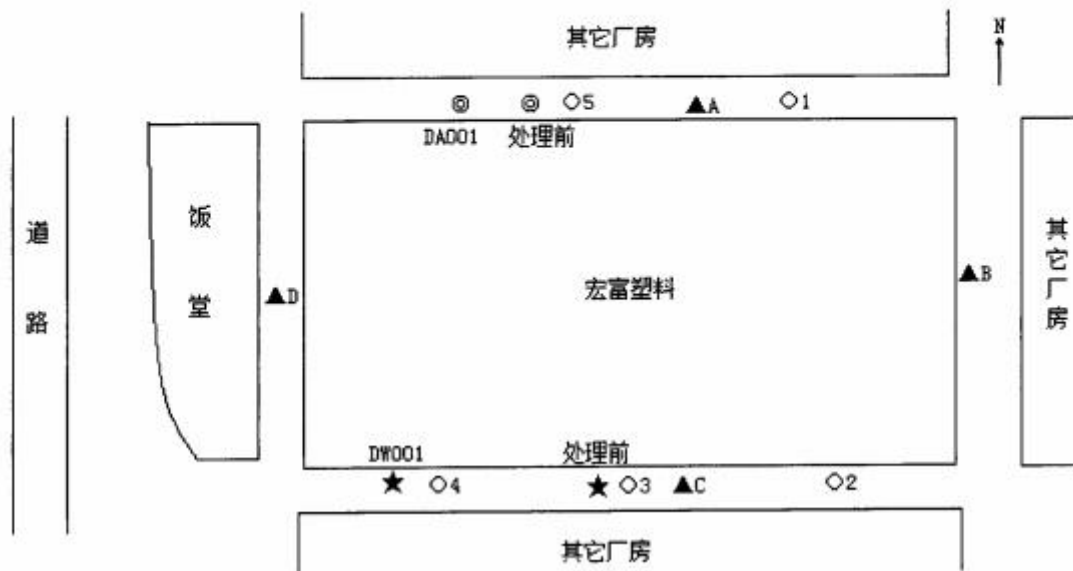 其它厂房
N
◎ ◎ ◇5 ▲A ◇1
DA001 处理前
道路
饭堂
▲D
宏富塑料
▲B
其它厂房
DW001 处理前
★ ◇4 ★ ◇3 ▲C ◇2
其它厂房